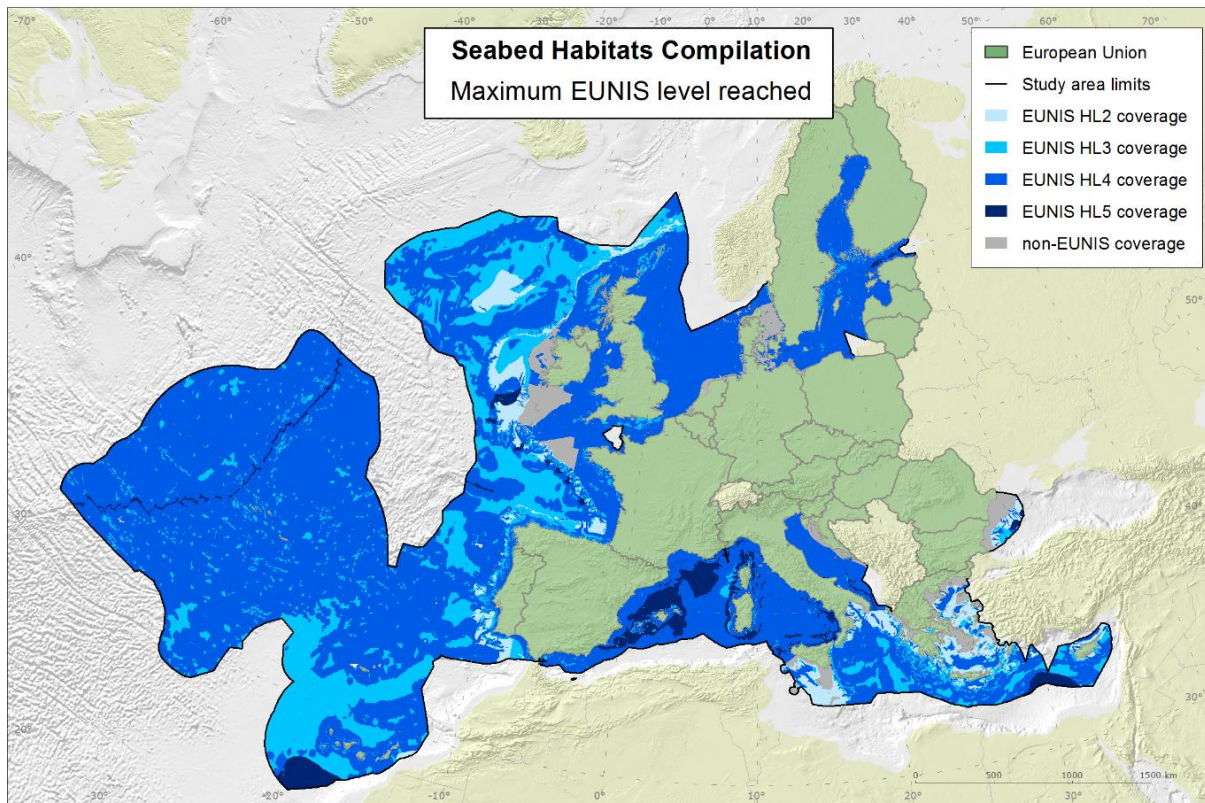 -70° -60° -50° -40° -30° -20° -10° 0° 10° 20° 30° 40° 50° 60° 70°
Seabed Habitats Compilation
Maximum EUNIS level reached
European Union
Study area limits
EUNIS HL2 coverage
EUNIS HL3 coverage
EUNIS HL4 coverage
EUNIS HL5 coverage
non-EUNIS coverage
40°
50°
30°
40°
30°
20°
0 500 1000 1500 km
-30° -20° -10° 0° 10° 20° 30°